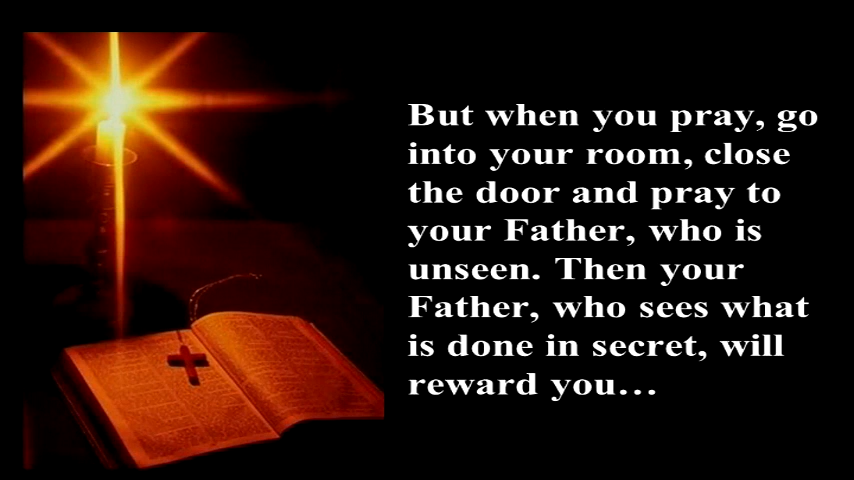 But when you pray, go
into your room, close
the door and pray to
your Father, who is
unseen. Then your
Father, who sees what
is done in secret, will
reward you…